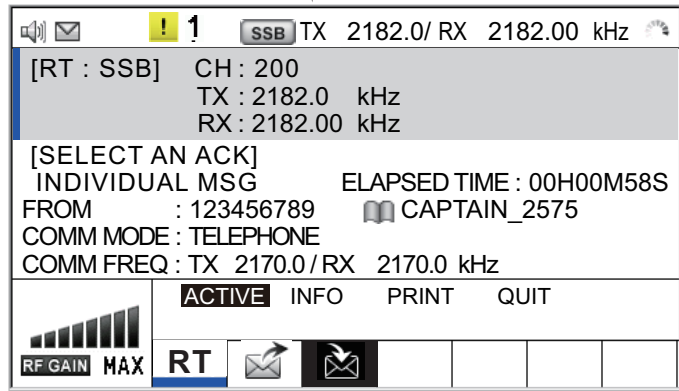 ! 1 SSB TX 2182.0/ RX 2182.00 kHz
[RT : SSB] CH : 200
TX : 2182.0 kHz
RX : 2182.00 kHz
[SELECT AN ACK]
INDIVIDUAL MSG ELAPSED TIME : 00H00M58S
FROM : 123456789 CAPTAIN_2575
COMM MODE : TELEPHONE
COMM FREQ : TX 2170.0 / RX 2170.0 kHz
ACTIVE INFO PRINT QUIT
RF GAIN MAX RT